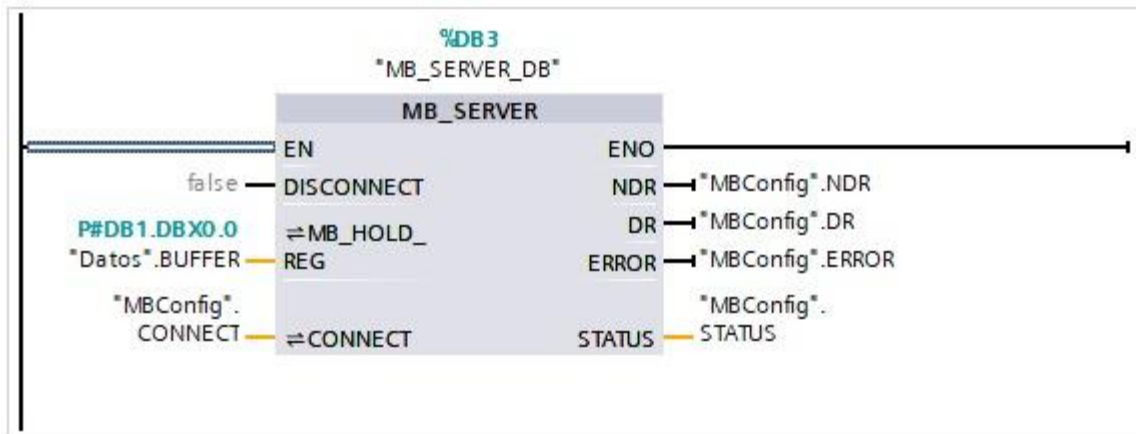 %DB3
"MB_SERVER_DB"
MB_SERVER
EN ENO
false DISCONNECT NDR "MBConfig".NDR
P#DB1.DBX0.0
"Datos".BUFFER
MB_HOLD_
REG
DR "MBConfig".DR
ERROR "MBConfig".ERROR
"MBConfig".
CONNECT
CONNECT
STATUS
"MBConfig".
STATUS